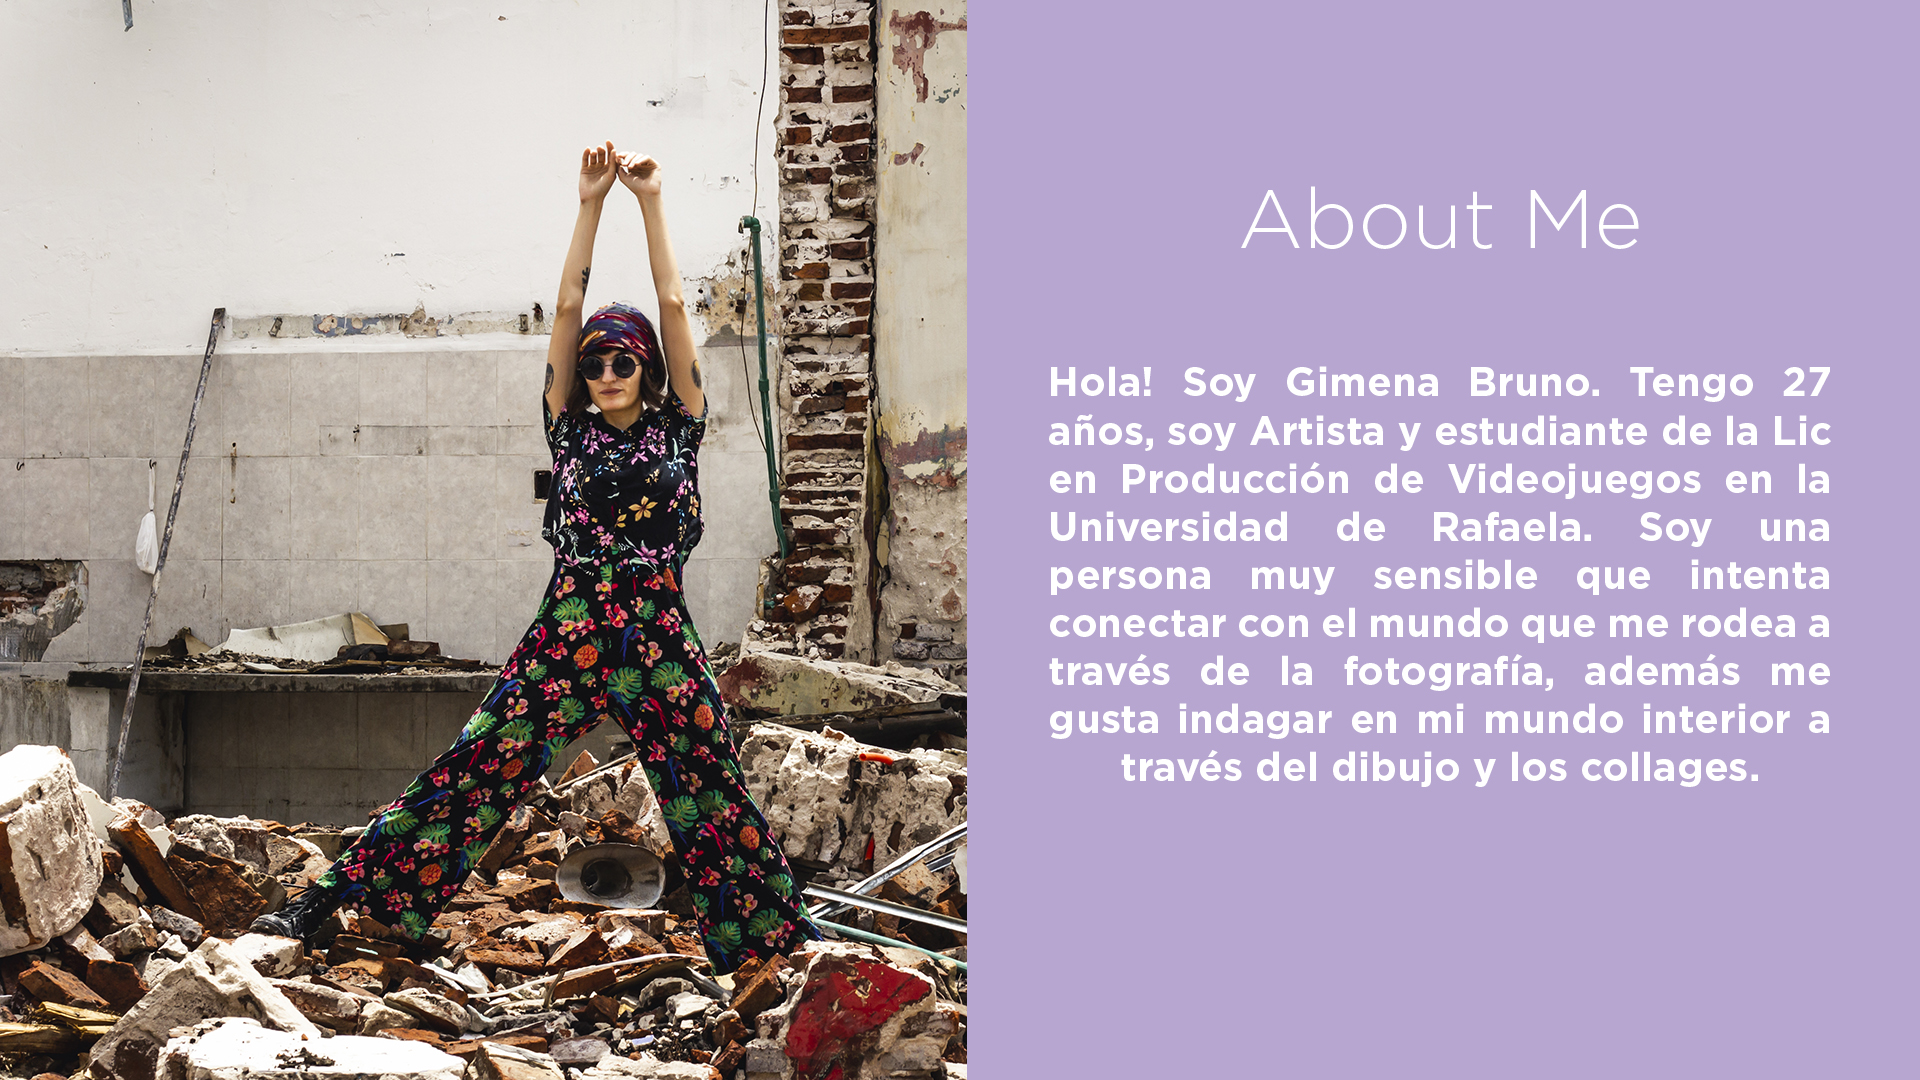 About Me
Hola! Soy Gimena Bruno. Tengo 27
años, soy Artista y estudiante de la Lic
en Producción de Videojuegos en la
Universidad de Rafaela. Soy una
persona muy sensible que intenta
conectar con el mundo que me rodea a
través de la fotografía, además me
gusta indagar en mi mundo interior a
través del dibujo y los collages.